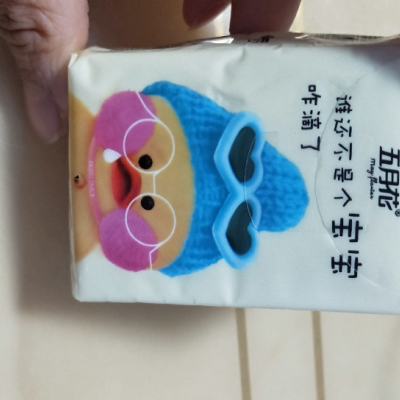 五月花®
May flower
谁还不是个宝宝
咋滴了